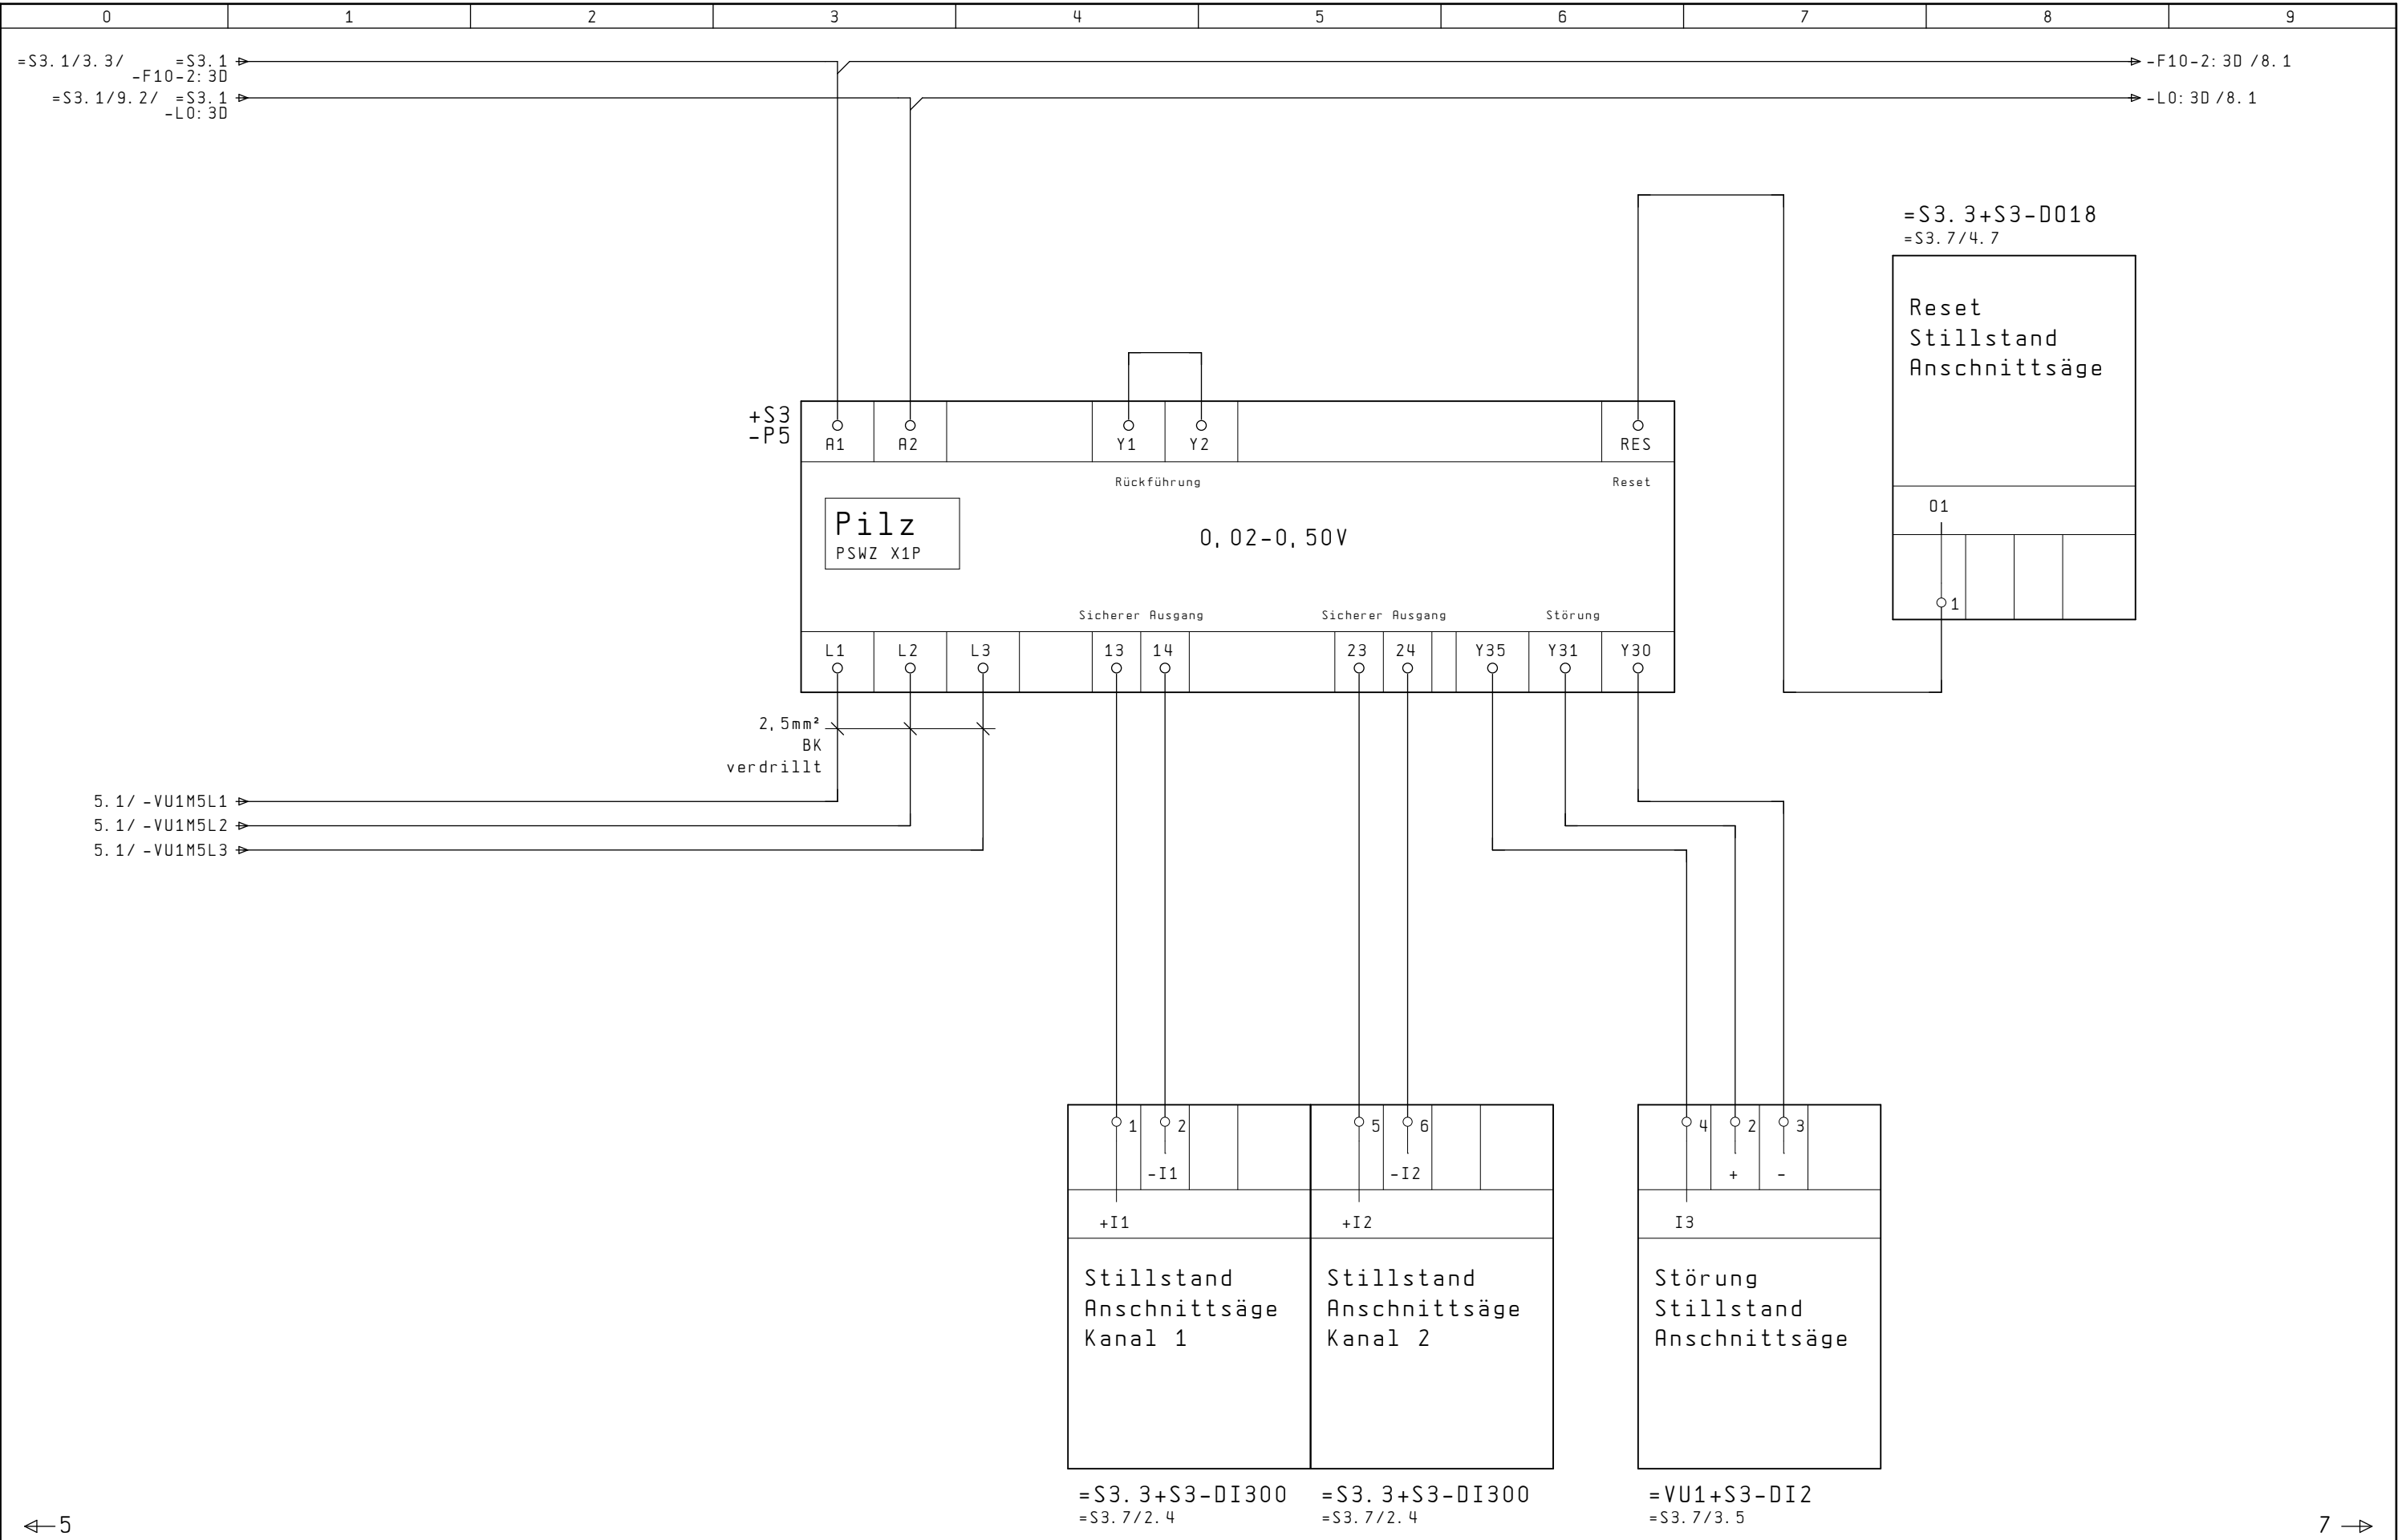 0 1 2 3 4 5 6 7 8 9
=S3.1/3.3/ =S3.1
-F10-2:3D
-F10-2:3D /8.1
=S3.1/9.2/ =S3.1
-L0:3D
-L0:3D /8.1
=S3.3+S3-DO18
=S3.7/4.7
Reset
Stillstand
Anschnittsäge
O1
1
+S3
-P5
A1 A2 Y1 Y2 RES
Rückführung Reset
Pilz
PSWZ X1P
0,02-0,50V
Sicherer Ausgang Sicherer Ausgang Störung
L1 L2 L3 13 14 23 24 Y35 Y31 Y30
2,5mm²
BK
verdrillt
5.1/ -VU1M5L1
5.1/ -VU1M5L2
5.1/ -VU1M5L3
1 2 5 6 4 2 3
-I1 -I2 + -
+I1 +I2 I3
Stillstand
Anschnittsäge
Kanal 1
Stillstand
Anschnittsäge
Kanal 2
Störung
Stillstand
Anschnittsäge
=S3.3+S3-DI300
=S3.7/2.4
=S3.3+S3-DI300
=S3.7/2.4
=VU1+S3-DI2
=S3.7/3.5
5
7